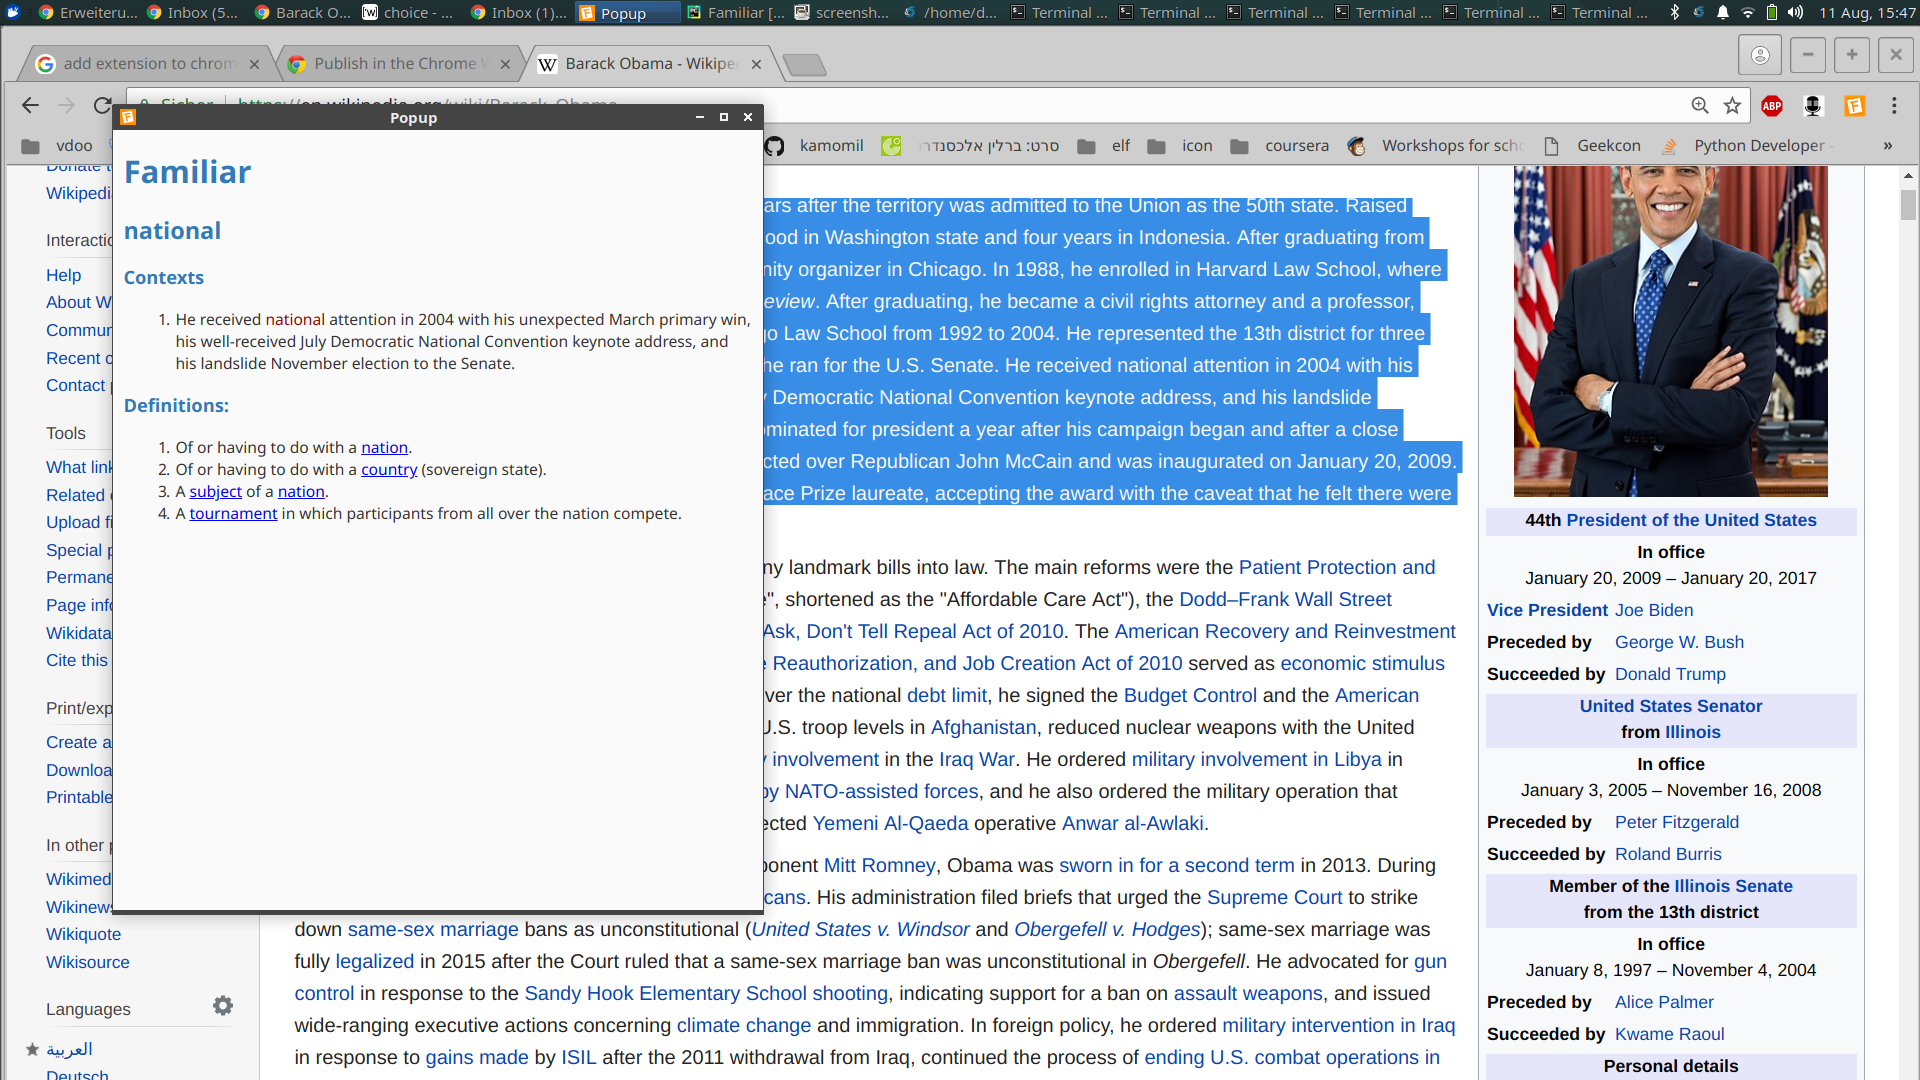 Erweiteru...
Inbox (5...
Barack O...
choice - ...
Inbox (1)...
Popup
Familiar [...
screensh...
/home/d...
Terminal ...
Terminal ...
Terminal ...
Terminal ...
Terminal ...
Terminal ...
11 Aug, 15:47
add extension to chrom
Publish in the Chrome W
Barack Obama - Wikiped
Sicher https://en.wikipedia.org/wiki/Barack_Obama
ABP
vdoo
kamomil
סרט: ברלין אלכסנדר
elf
icon
coursera
Workshops for scho
Geekcon
Python Developer -
»
Popup
Familiar
national
Contexts
1. He received national attention in 2004 with his unexpected March primary win,
his well-received July Democratic National Convention keynote address, and
his landslide November election to the Senate.
Definitions:
1. Of or having to do with a nation.
2. Of or having to do with a country (sovereign state).
3. A subject of a nation.
4. A tournament in which participants from all over the nation compete.
Donate t
Wikipedi
Interactio
Help
About W
Commun
Recent c
Contact p
Tools
What link
Related c
Upload fi
Special p
Permane
Page info
Wikidata
Cite this
Print/exp
Create a
Downloa
Printable
In other p
Wikimed
Wikinews
Wikiquote
Wikisource
Languages
العربية
Deutsch
ars after the territory was admitted to the Union as the 50th state. Raised
ood in Washington state and four years in Indonesia. After graduating from
nity organizer in Chicago. In 1988, he enrolled in Harvard Law School, where
eview. After graduating, he became a civil rights attorney and a professor,
go Law School from 1992 to 2004. He represented the 13th district for three
he ran for the U.S. Senate. He received national attention in 2004 with his
y Democratic National Convention keynote address, and his landslide
ominated for president a year after his campaign began and after a close
cted over Republican John McCain and was inaugurated on January 20, 2009.
ace Prize laureate, accepting the award with the caveat that he felt there were
ny landmark bills into law. The main reforms were the Patient Protection and
e", shortened as the "Affordable Care Act"), the Dodd–Frank Wall Street
Ask, Don't Tell Repeal Act of 2010. The American Recovery and Reinvestment
e Reauthorization, and Job Creation Act of 2010 served as economic stimulus
ver the national debt limit, he signed the Budget Control and the American
U.S. troop levels in Afghanistan, reduced nuclear weapons with the United
y involvement in the Iraq War. He ordered military involvement in Libya in
by NATO-assisted forces, and he also ordered the military operation that
ected Yemeni Al-Qaeda operative Anwar al-Awlaki.
ponent Mitt Romney, Obama was sworn in for a second term in 2013. During
cans. His administration filed briefs that urged the Supreme Court to strike
down same-sex marriage bans as unconstitutional (United States v. Windsor and Obergefell v. Hodges); same-sex marriage was
fully legalized in 2015 after the Court ruled that a same-sex marriage ban was unconstitutional in Obergefell. He advocated for gun
control in response to the Sandy Hook Elementary School shooting, indicating support for a ban on assault weapons, and issued
wide-ranging executive actions concerning climate change and immigration. In foreign policy, he ordered military intervention in Iraq
in response to gains made by ISIL after the 2011 withdrawal from Iraq, continued the process of ending U.S. combat operations in
44th President of the United States
In office
January 20, 2009 – January 20, 2017
Vice President Joe Biden
Preceded by George W. Bush
Succeeded by Donald Trump
United States Senator
from Illinois
In office
January 3, 2005 – November 16, 2008
Preceded by Peter Fitzgerald
Succeeded by Roland Burris
Member of the Illinois Senate
from the 13th district
In office
January 8, 1997 – November 4, 2004
Preceded by Alice Palmer
Succeeded by Kwame Raoul
Personal details